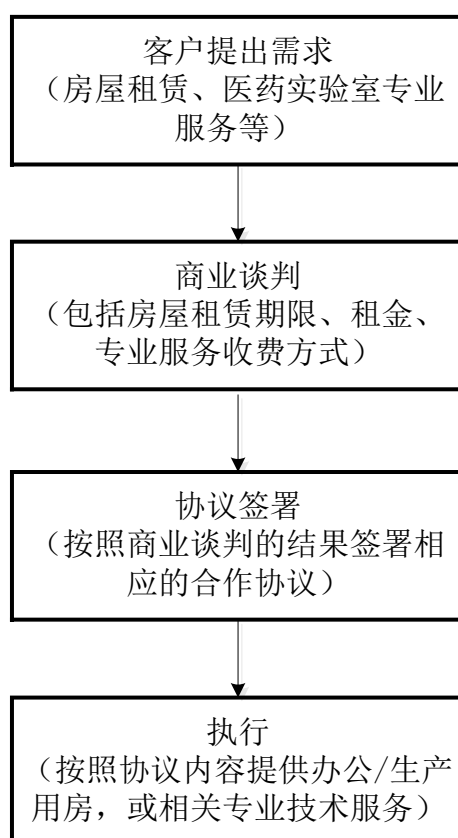 客户提出需求
（房屋租赁、医药实验室专业
服务等）
商业谈判
（包括房屋租赁期限、租金、
专业服务收费方式）
协议签署
（按照商业谈判的结果签署相
应的合作协议）
执行
（按照协议内容提供办公/生产
用房，或相关专业技术服务）